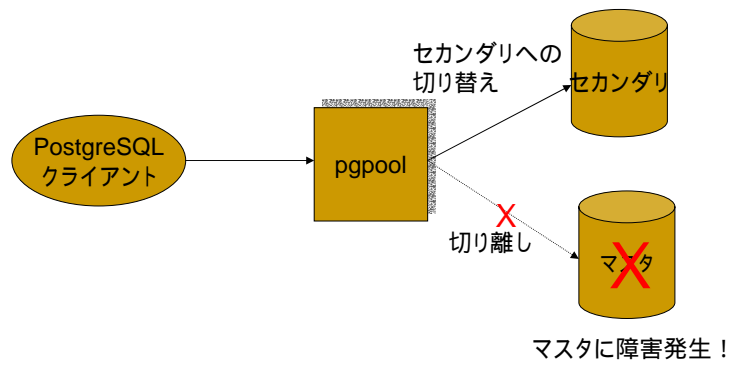 セカンダリへの
切り替え
セカンダリ
PostgreSQL
クライアント
pgpool
X
切り離し
マスタ
X
マスタに障害発生！